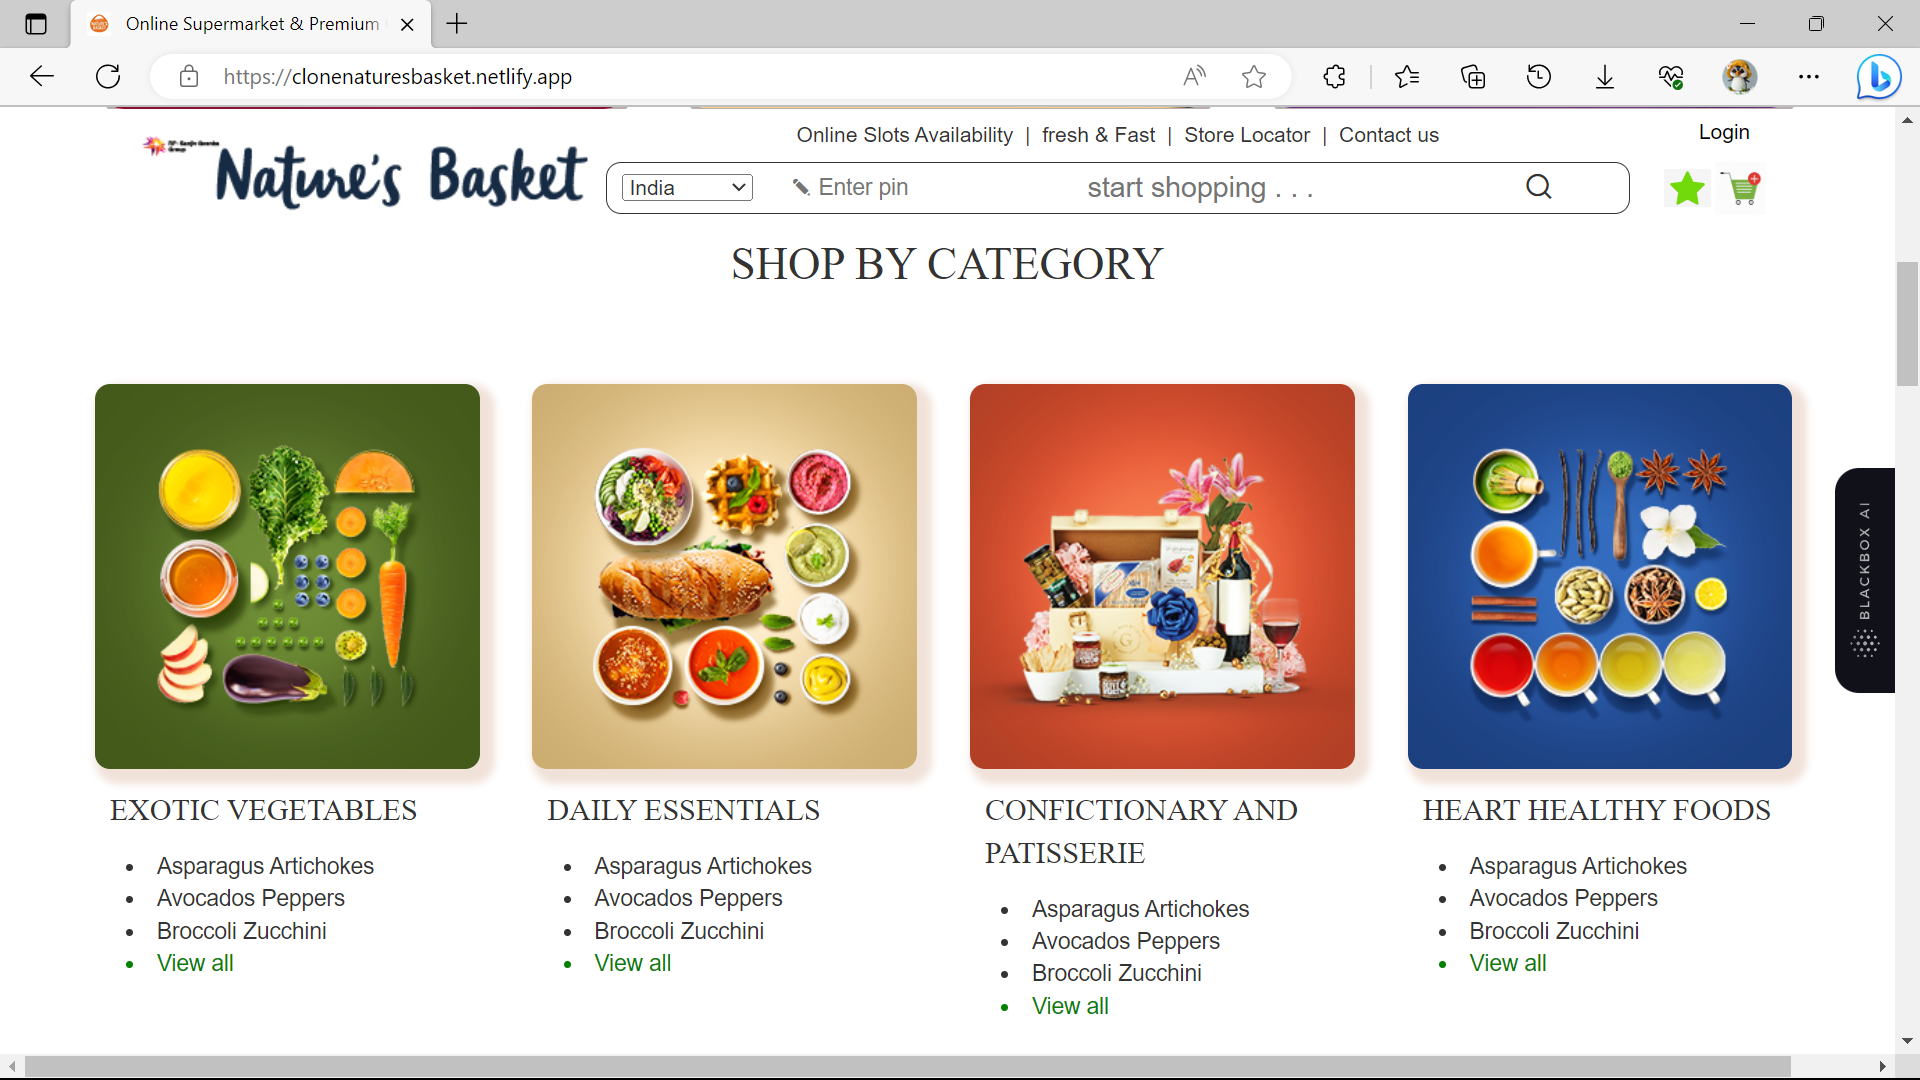 Online Supermarket & Premium
https://clonenaturesbasket.netlify.app
Online Slots Availability | fresh & Fast | Store Locator | Contact us
Login
Nature's Basket
India
Enter pin
start shopping . . .
SHOP BY CATEGORY
BLACKBOX AI
EXOTIC VEGETABLES
Asparagus Artichokes
Avocados Peppers
Broccoli Zucchini
View all
DAILY ESSENTIALS
Asparagus Artichokes
Avocados Peppers
Broccoli Zucchini
View all
CONFICTIONARY AND
PATISSERIE
Asparagus Artichokes
Avocados Peppers
Broccoli Zucchini
View all
HEART HEALTHY FOODS
Asparagus Artichokes
Avocados Peppers
Broccoli Zucchini
View all